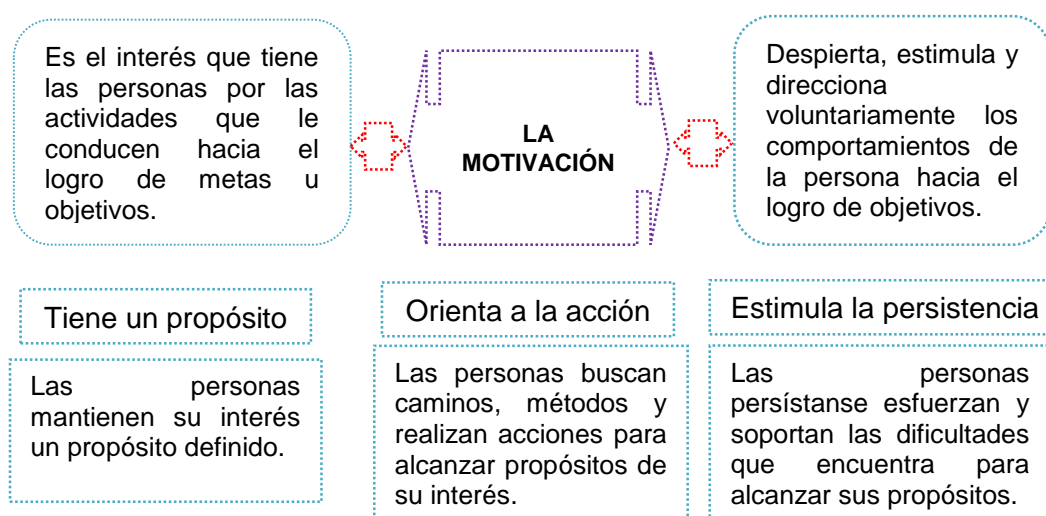 Es el interés que tiene
las personas por las
actividades que le
conducen hacia el
logro de metas u
objetivos.
LA
MOTIVACIÓN
Despierta, estimula y
direcciona
voluntariamente los
comportamientos de
la persona hacia el
logro de objetivos.
Tiene un propósito
Las personas
mantienen su interés
un propósito definido.
Orienta a la acción
Las personas buscan
caminos, métodos y
realizan acciones para
alcanzar propósitos de
su interés.
Estimula la persistencia
Las personas
persístanse esfuerzan y
soportan las dificultades
que encuentra para
alcanzar sus propósitos.